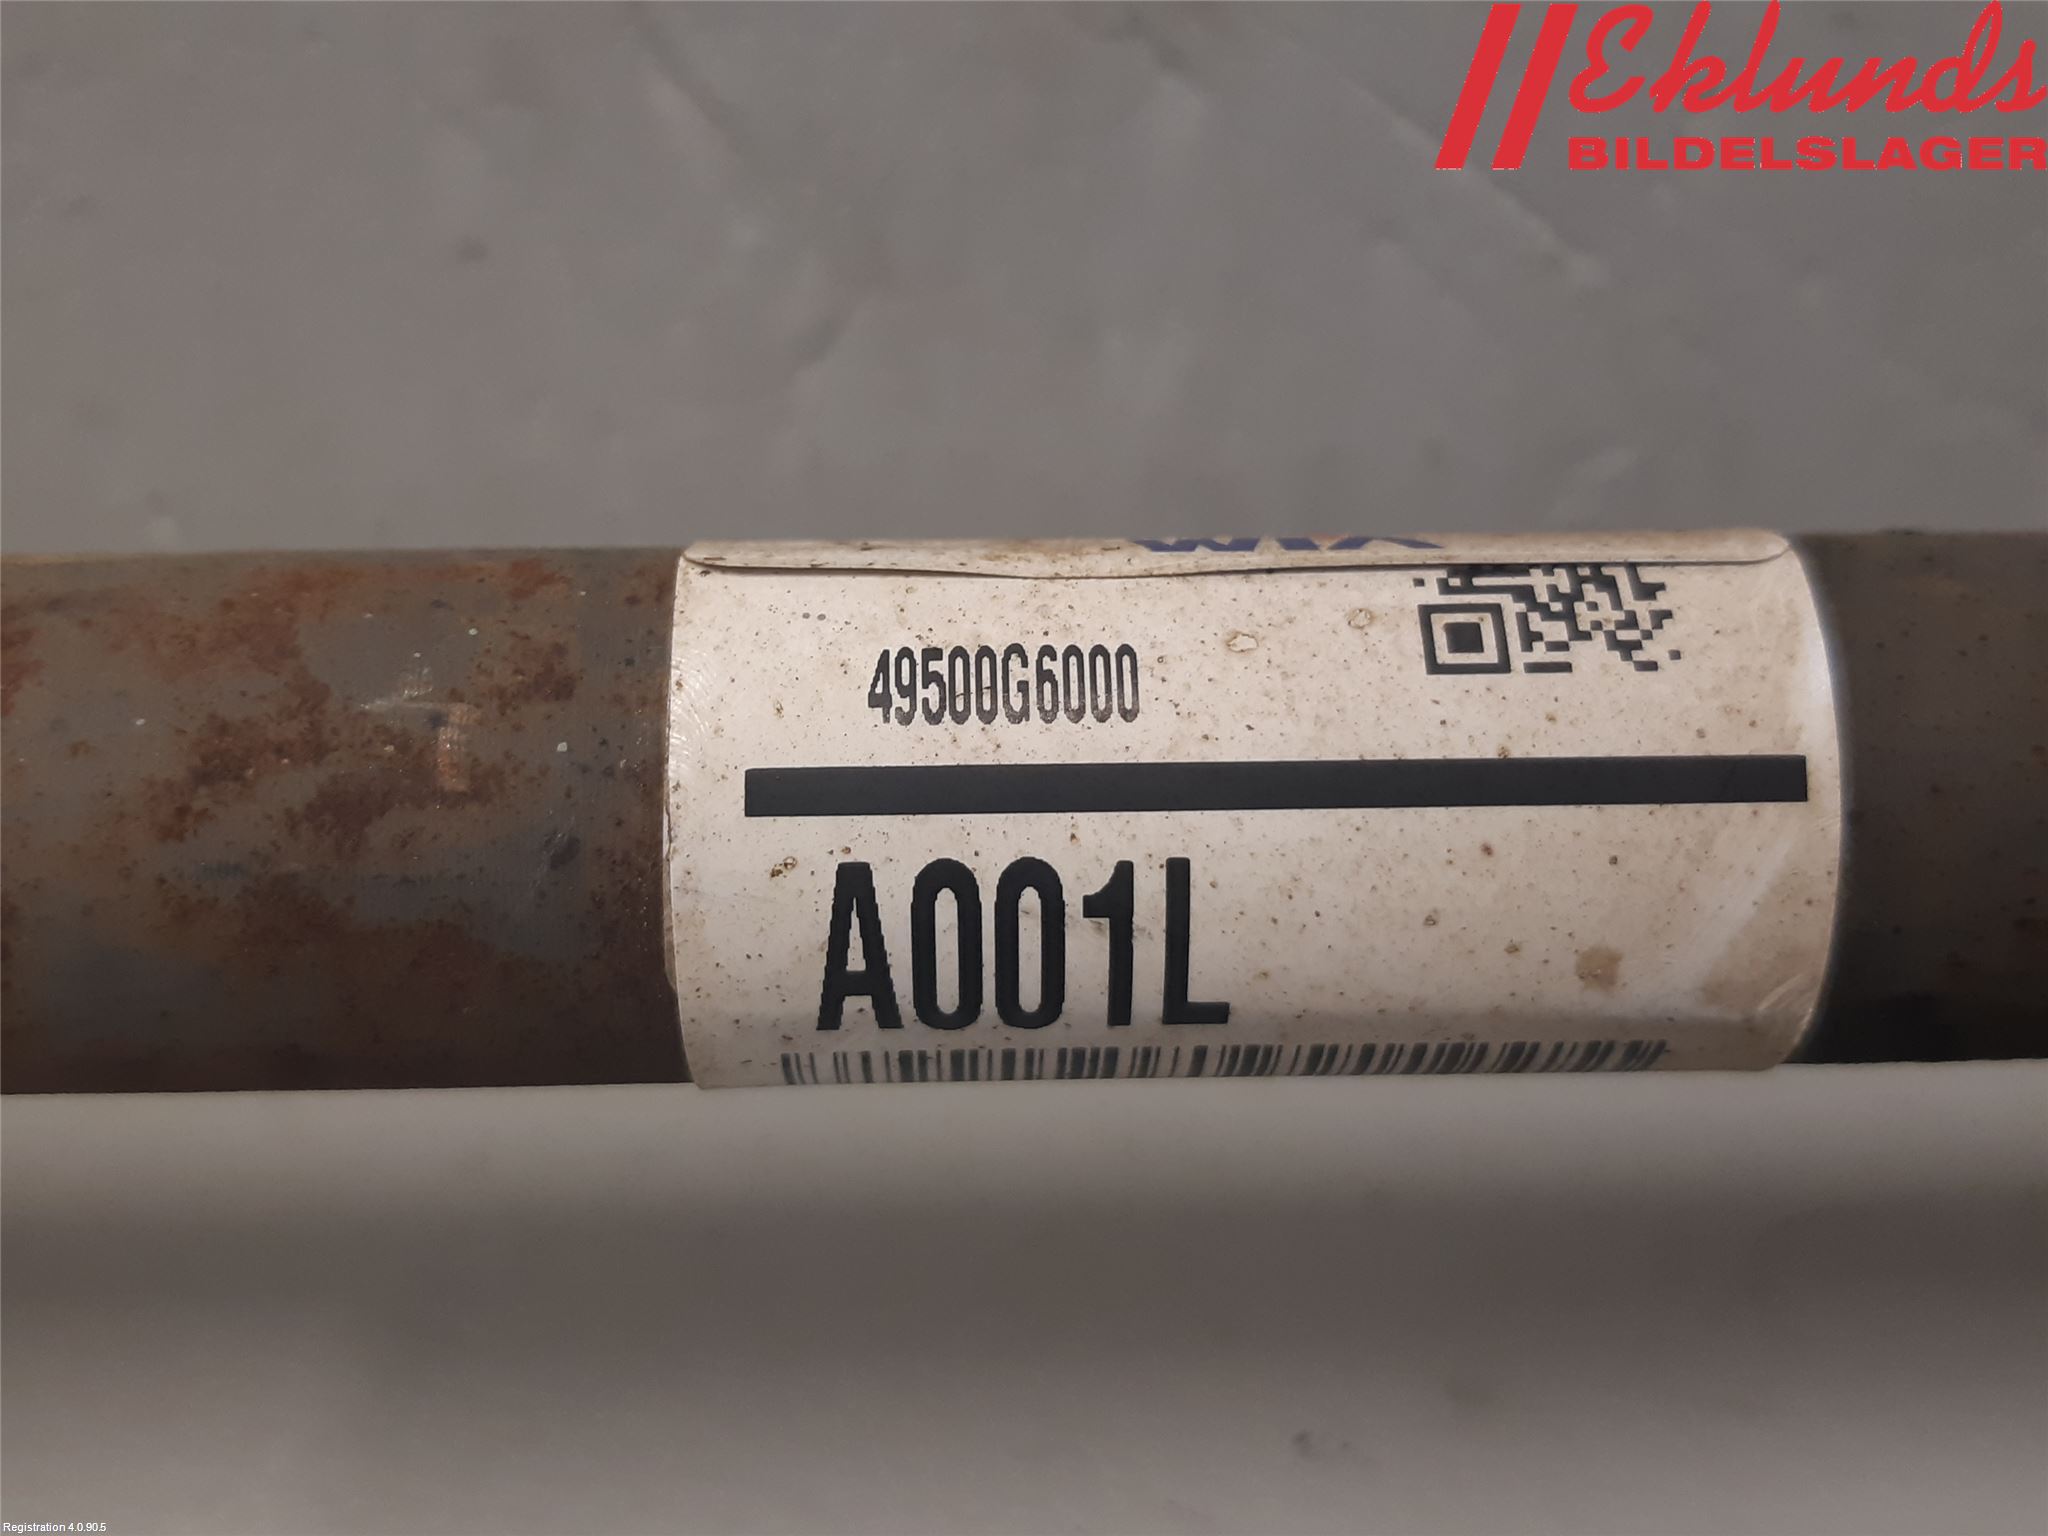 Eklunds
BILDELSLAGER
49500G6000
A001L
Registration 4.0.90.5